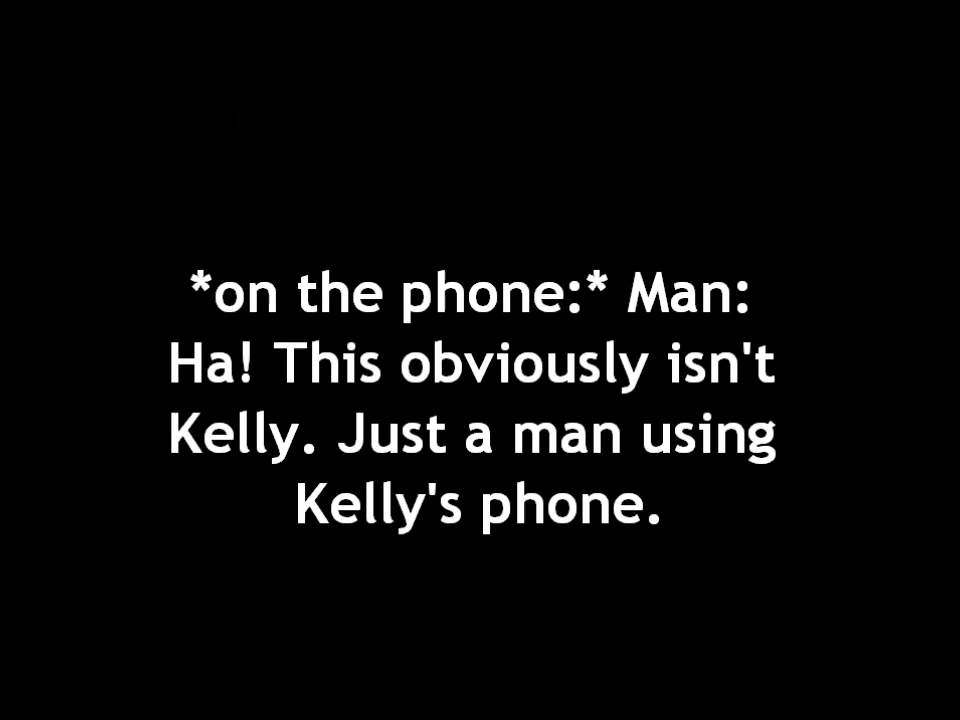 *on the phone:* Man:
Ha! This obviously isn't
Kelly. Just a man using
Kelly's phone.